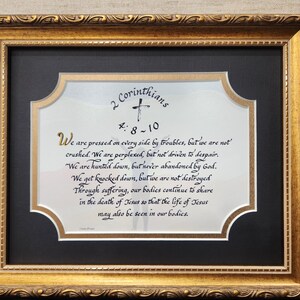 2 Corinthians
4: 8-10
We are pressed on every side by troubles, but we are not
crushed. We are perplexed, but not driven to despair.
We are hunted down, but never abandoned by God.
We get knocked down, but we are not destroyed
Through suffering, our bodies continue to share
in the death of Jesus so that the life of Jesus
may also be seen in our bodies.